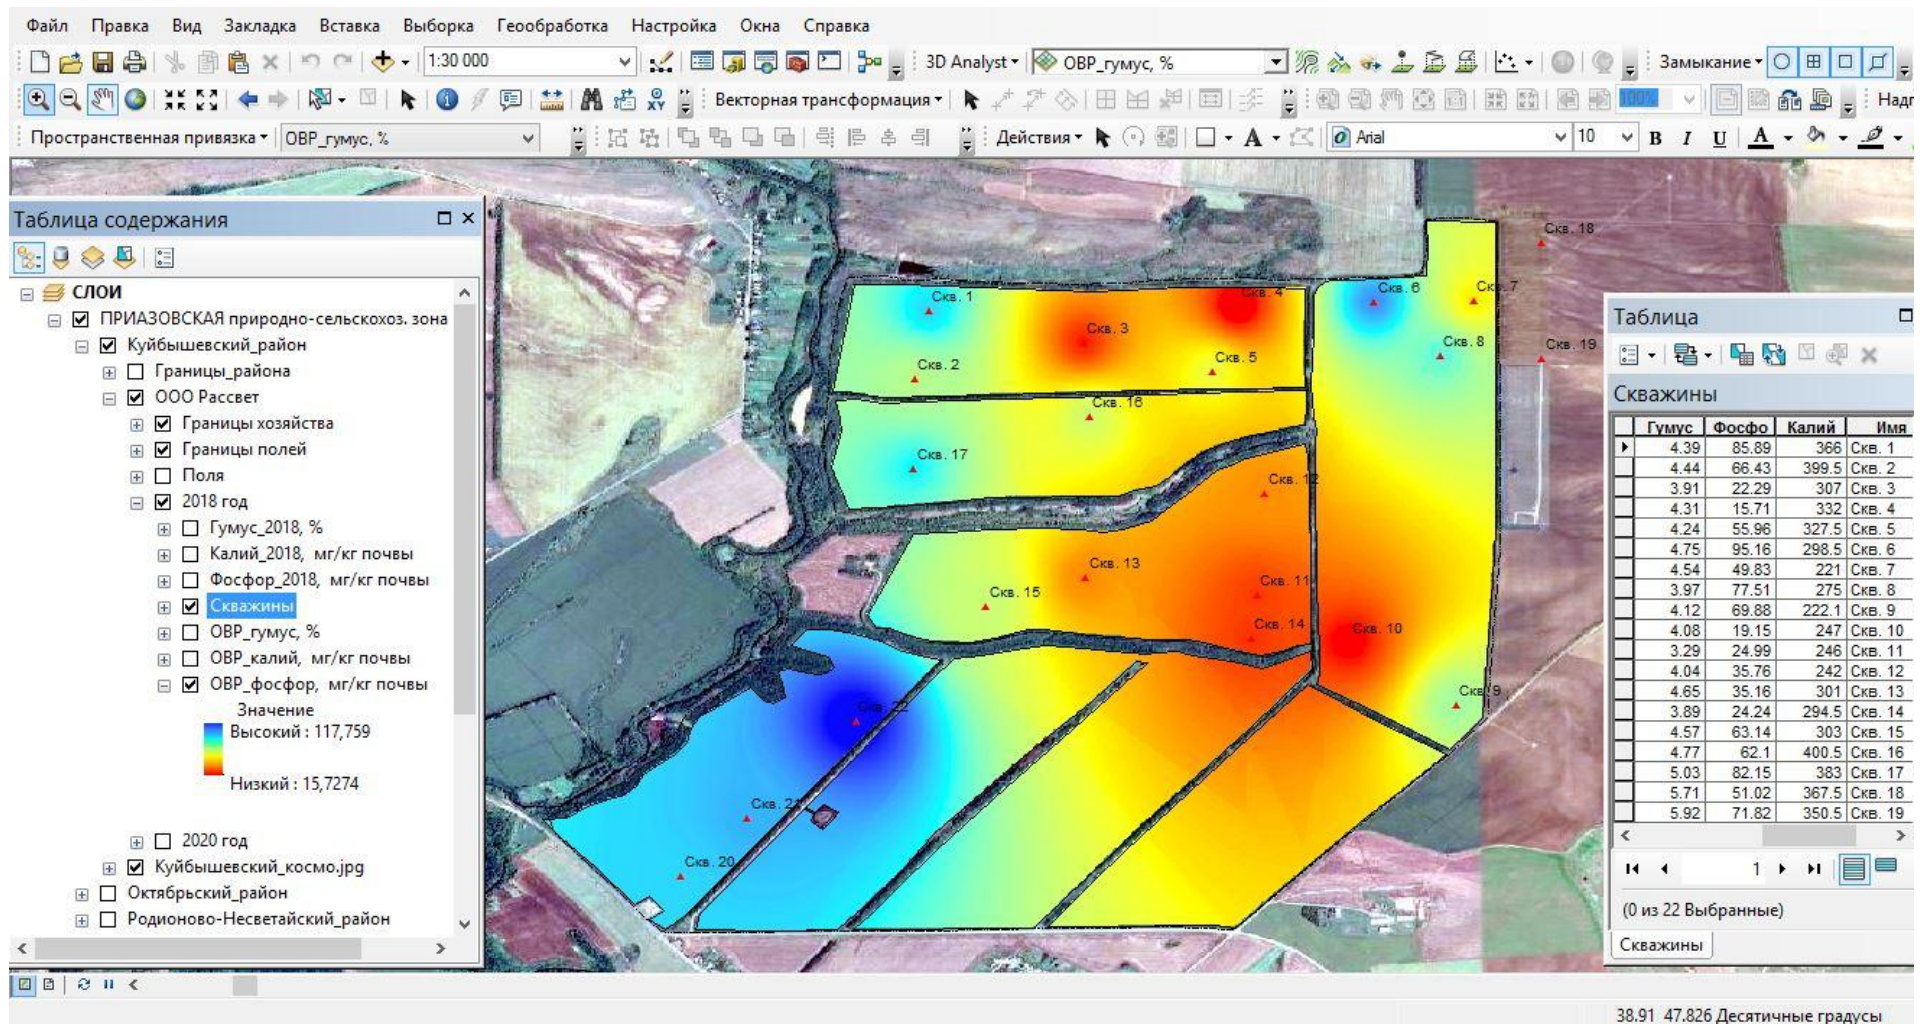 Файл Правка Вид Закладка Вставка Выборка Геообработка Настройка Окна Справка
1:30 000 3D Analyst ОВР_гумус, % Замыкание
Векторная трансформация 100% Надп
Пространственная привязка ОВР_гумус, % Действия A Arial 10 B I U A
Таблица содержания
СЛОИ
ПРИАЗОВСКАЯ природно-сельскохоз. зона
Куйбышевский_район
Границы_района
ООО Рассвет
Границы хозяйства
Границы полей
Поля
2018 год
Гумус_2018, %
Калий_2018, мг/кг почвы
Фосфор_2018, мг/кг почвы
Скважины
ОВР_гумус, %
ОВР_калий, мг/кг почвы
ОВР_фосфор, мг/кг почвы
Значение
Высокий : 117,759
Низкий : 15,7274
2020 год
Куйбышевский_космо.jpg
Октябрьский_район
Родионово-Несветайский_район
Скв. 18
Скв. 1
Скв. 4
Скв. 6
Скв. 7
Скв. 3
Скв. 8
Скв. 19
Скв. 2
Скв. 5
Скв. 16
Скв. 17
Скв. 12
Скв. 13
Скв. 11
Скв. 15
Скв. 14
Скв. 10
Скв. 9
Скв. 22
Скв. 21
Скв. 20
Таблица
Скважины
Гумус Фосфо Калий Имя
4.39 85.89 366 Скв. 1
4.44 66.43 399.5 Скв. 2
3.91 22.29 307 Скв. 3
4.31 15.71 332 Скв. 4
4.24 55.96 327.5 Скв. 5
4.75 95.16 298.5 Скв. 6
4.54 49.83 221 Скв. 7
3.97 77.51 275 Скв. 8
4.12 69.88 222.1 Скв. 9
4.08 19.15 247 Скв. 10
3.29 24.99 246 Скв. 11
4.04 35.76 242 Скв. 12
4.65 35.16 301 Скв. 13
3.89 24.24 294.5 Скв. 14
4.57 63.14 303 Скв. 15
4.77 62.1 400.5 Скв. 16
5.03 82.15 383 Скв. 17
5.71 51.02 367.5 Скв. 18
5.92 71.82 350.5 Скв. 19
1
(0 из 22 Выбранные)
Скважины
38.91 47.826 Десятичные градусы